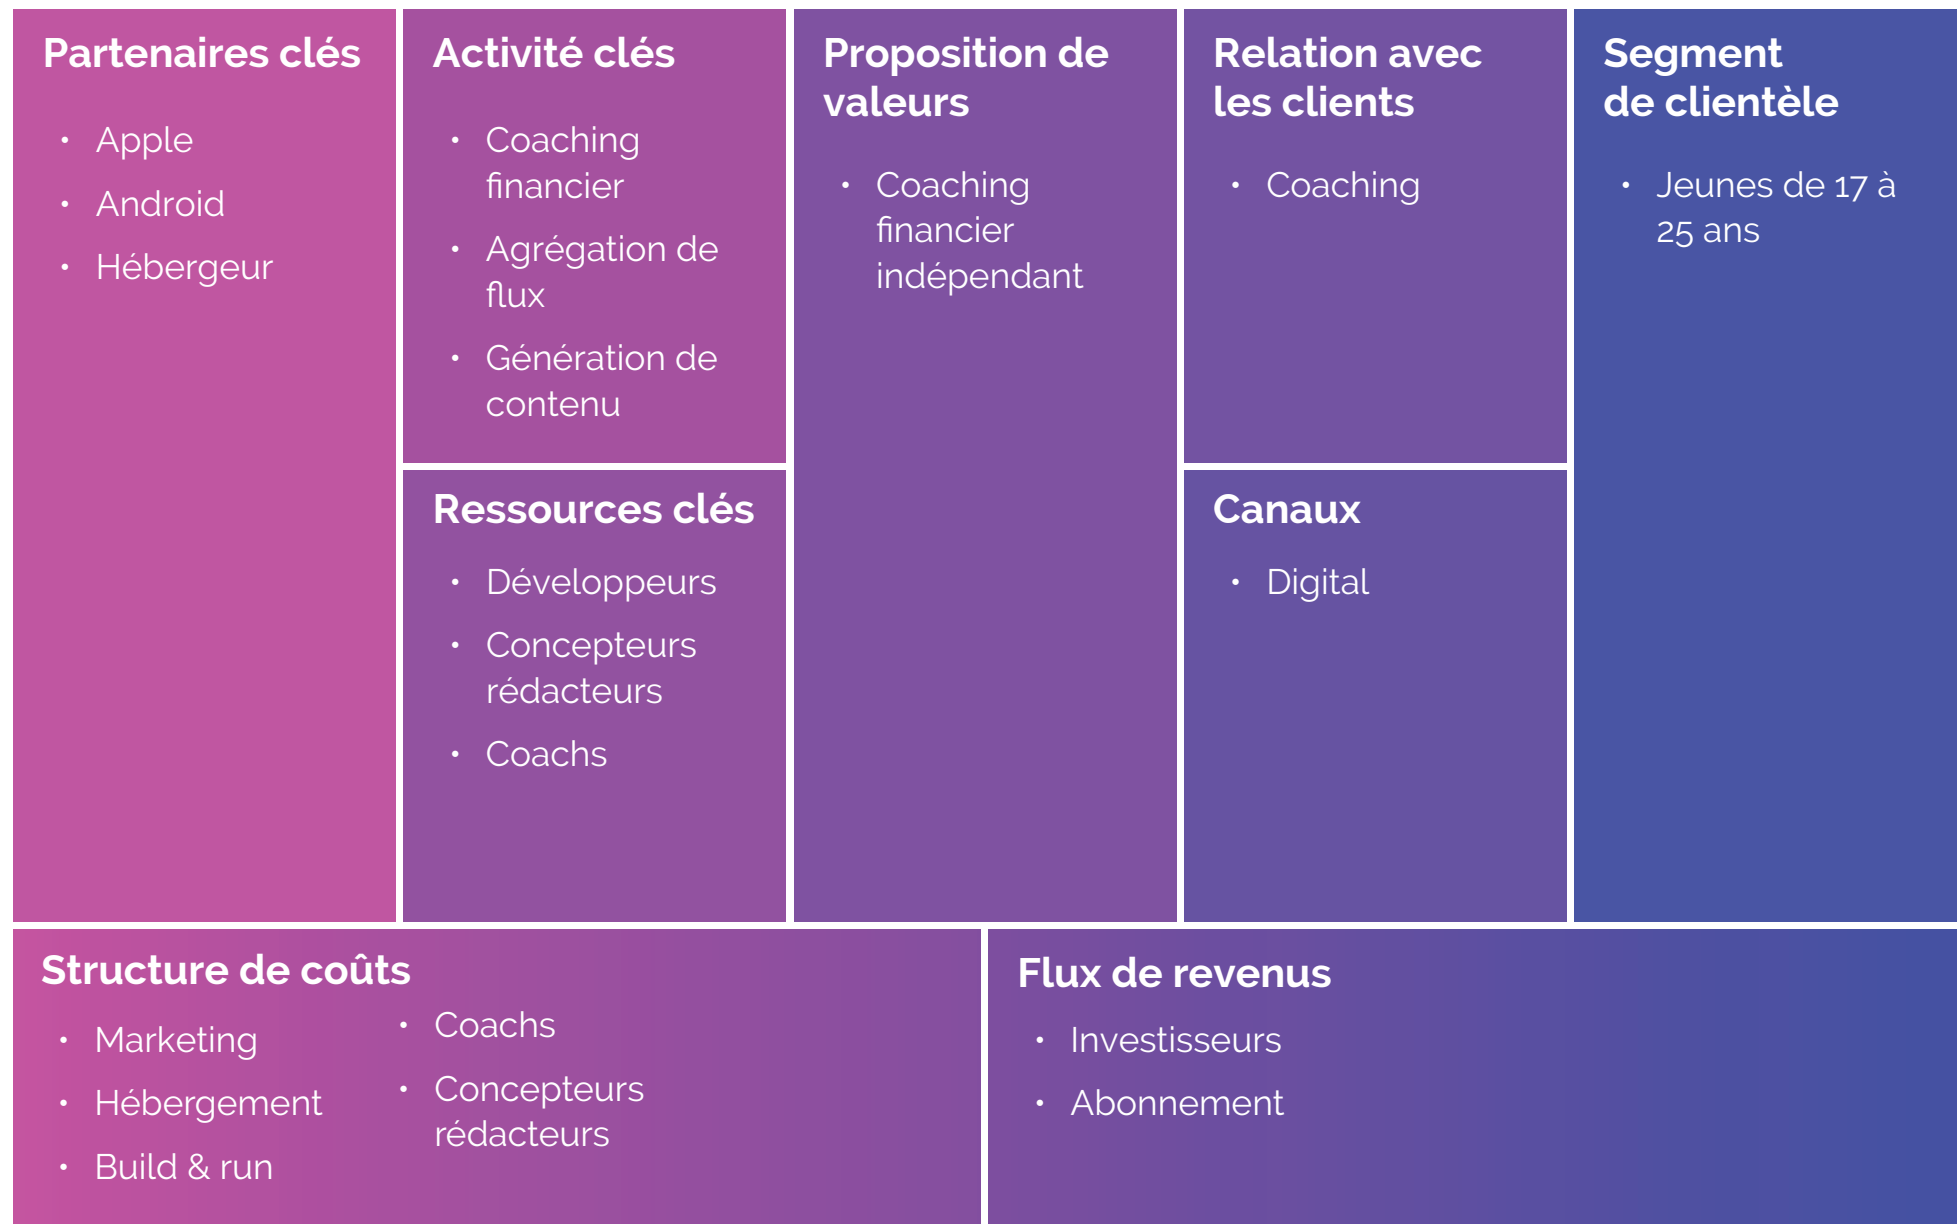 Partenaires clés
• Apple
• Android
• Hébergeur
Activité clés
• Coaching
financier
• Agrégation de
flux
• Génération de
contenu
Ressources clés
• Développeurs
• Concepteurs
rédacteurs
• Coachs
Proposition de
valeurs
• Coaching
financier
indépendant
Relation avec
les clients
• Coaching
Canaux
• Digital
Segment
de clientèle
• Jeunes de 17 à
25 ans
Structure de coûts
• Marketing
• Hébergement
• Build & run
• Coachs
• Concepteurs
rédacteurs
Flux de revenus
• Investisseurs
• Abonnement